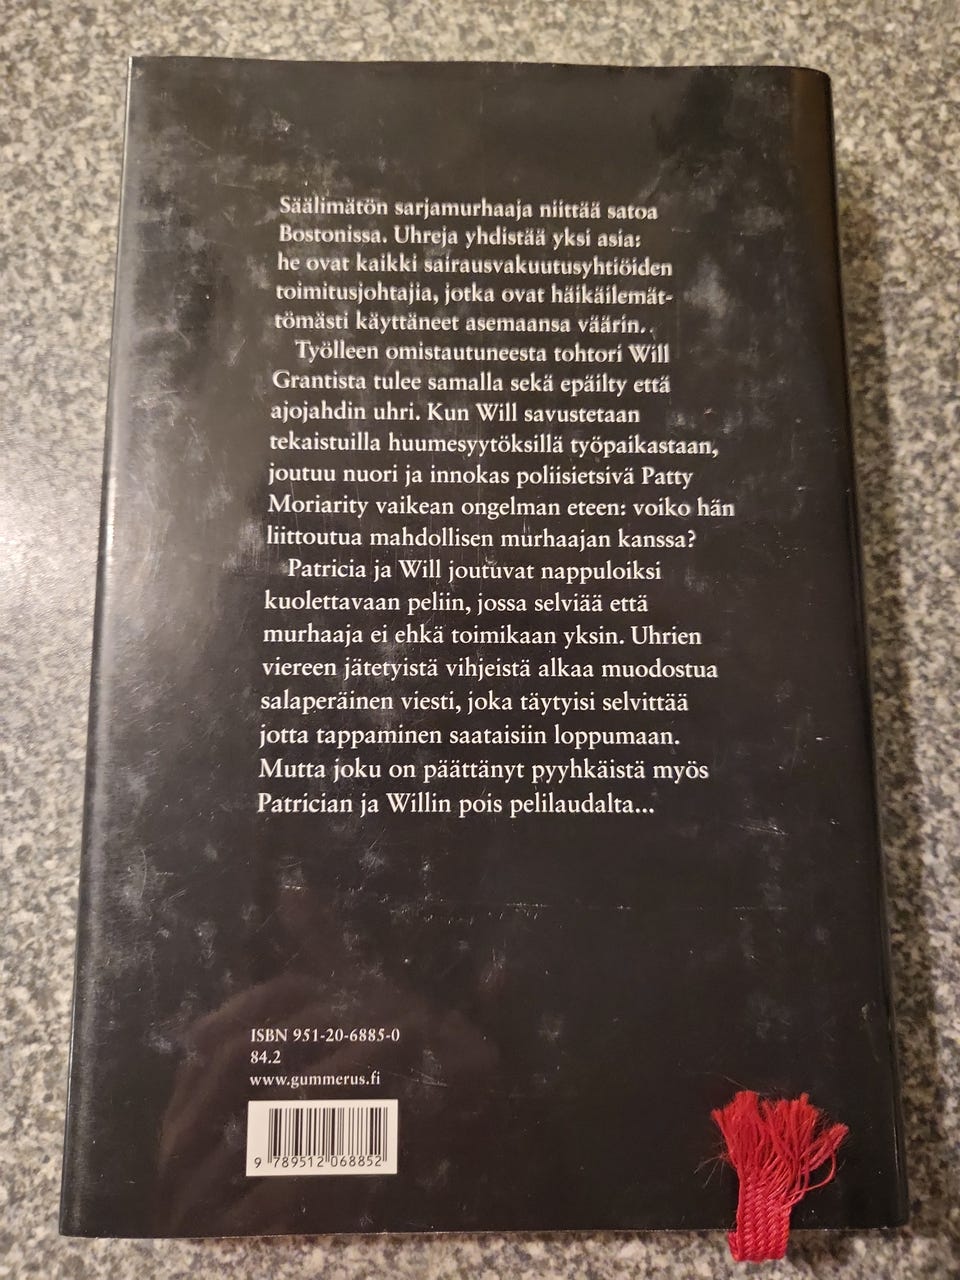 Säälimätön sarjamurhaaja niittää satoa
Bostonissa. Uhreja yhdistää yksi asia:
he ovat kaikki sairausvakuutusyhtiöiden
toimitusjohtajia, jotka ovat häikäilemät-
tömästi käyttäneet asemaansa väärin..
Työlleen omistautuneesta tohtori Will
Grantista tulee samalla sekä epäilty että
ajojahdin uhri. Kun Will savustetaan
tekaistuilla huumesyytöksillä työpaikastaan,
joutuu nuori ja innokas poliisietsivä Patty
Moriarity vaikean ongelman eteen: voiko hän
liittoutua mahdollisen murhaajan kanssa?
Patricia ja Will joutuvat nappuloiksi
kuolettavaan peliin, jossa selviää että
murhaaja ei ehkä toimikaan yksin. Uhrien
viereen jätetyistä vihjeistä alkaa muodostua
salaperäinen viesti, joka täytyisi selvittää
jotta tappaminen saataisiin loppumaan.
Mutta joku on päättänyt pyyhkäistä myös
Patrician ja Willin pois pelilaudalta...
ISBN 951-20-6885-0
84.2
www.gummerus.fi
9 789512 068852